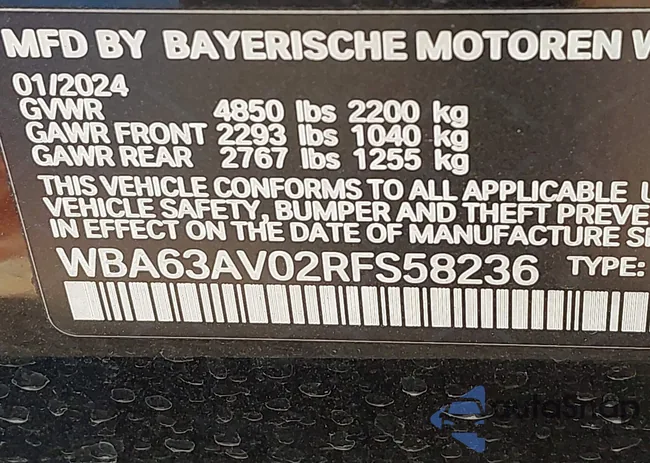 MFD BY BAYERISCHE MOTOREN W
01/2024
GVWR 4850 lbs 2200 kg
GAWR FRONT 2293 lbs 1040 kg
GAWR REAR 2767 lbs 1255 kg
THIS VEHICLE CONFORMS TO ALL APPLICABLE U
VEHICLE SAFETY, BUMPER AND THEFT PREVE
IN EFFECT ON THE DATE OF MANUFACTURE S
WBA63AV02RFS58236 TYPE:
autoSnap